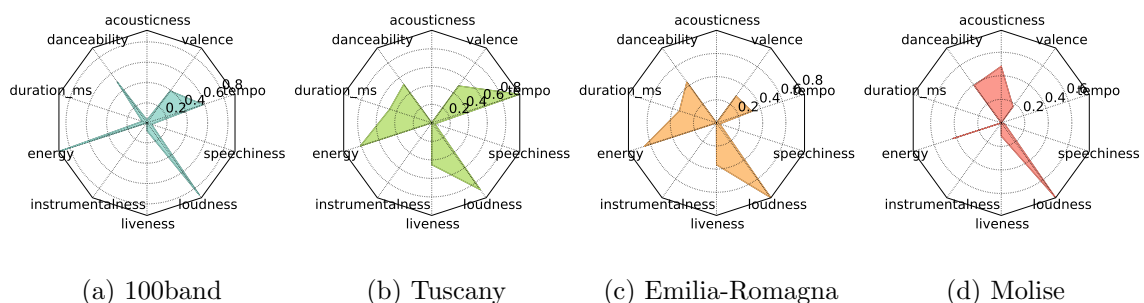 acousticness
danceability
valence
duration_ms
0.2
0.4
0.6
0.8
tempo
energy
speechiness
instrumentalness
loudness
liveness
(a) 100band
acousticness
danceability
valence
duration_ms
0.2
0.4
0.6
0.8
tempo
energy
speechiness
instrumentalness
loudness
liveness
(b) Tuscany
acousticness
danceability
valence
duration_ms
0.2
0.4
0.6
0.8
tempo
energy
speechiness
instrumentalness
loudness
liveness
(c) Emilia-Romagna
acousticness
danceability
valence
duration_ms
0.2
0.4
0.6
tempo
energy
speechiness
instrumentalness
loudness
liveness
(d) Molise